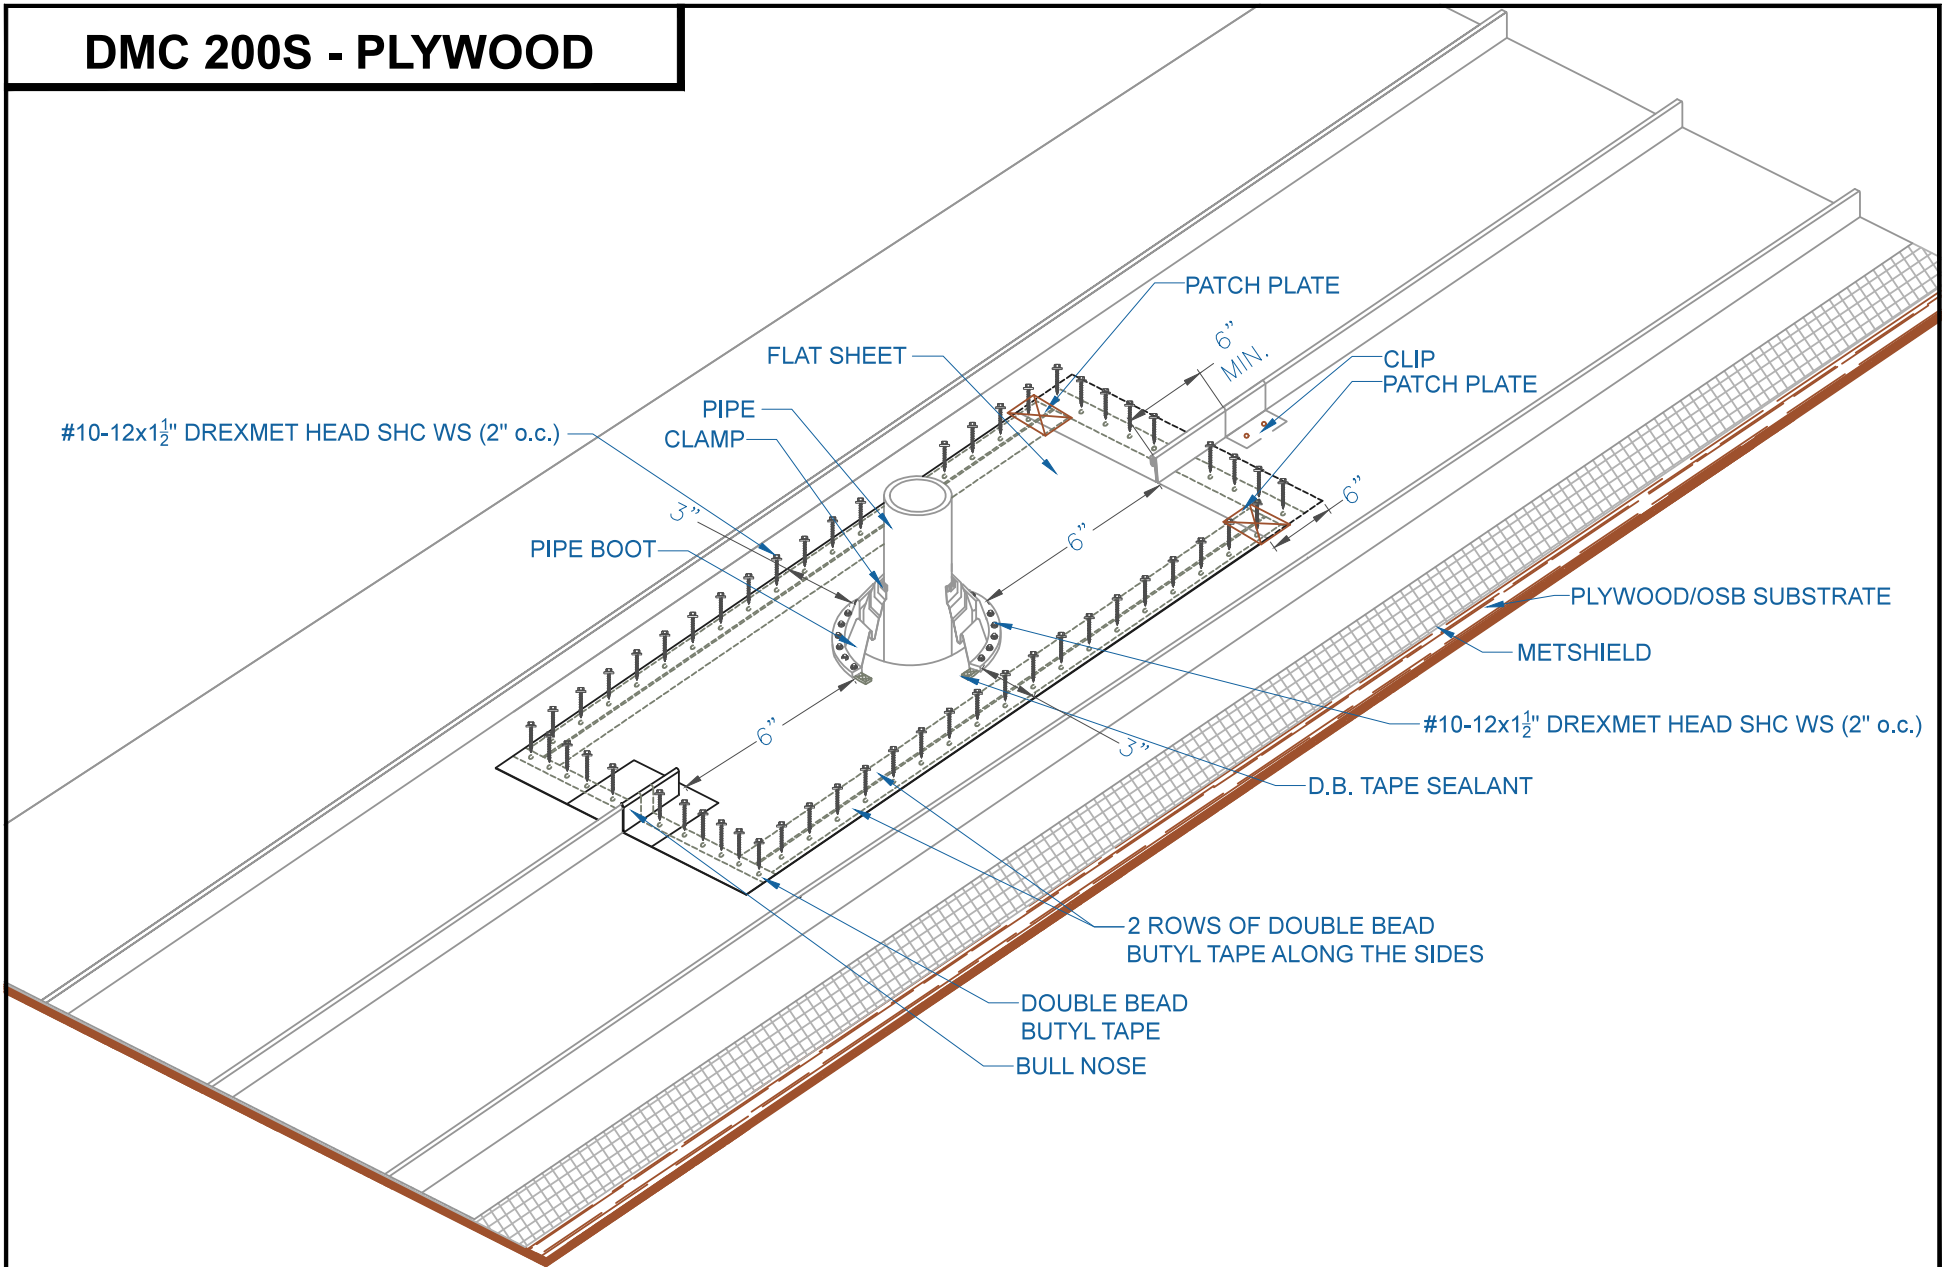 DMC 200S - PLYWOOD
PATCH PLATE
6”
MIN.
FLAT SHEET
CLIP
PATCH PLATE
PIPE
CLAMP
#10-12x1½" DREXMET HEAD SHC WS (2" o.c.)
3”
6”
6”
PIPE BOOT
PLYWOOD/OSB SUBSTRATE
METSHIELD
#10-12x1½" DREXMET HEAD SHC WS (2" o.c.)
6”
3”
D.B. TAPE SEALANT
2 ROWS OF DOUBLE BEAD
BUTYL TAPE ALONG THE SIDES
DOUBLE BEAD
BUTYL TAPE
BULL NOSE